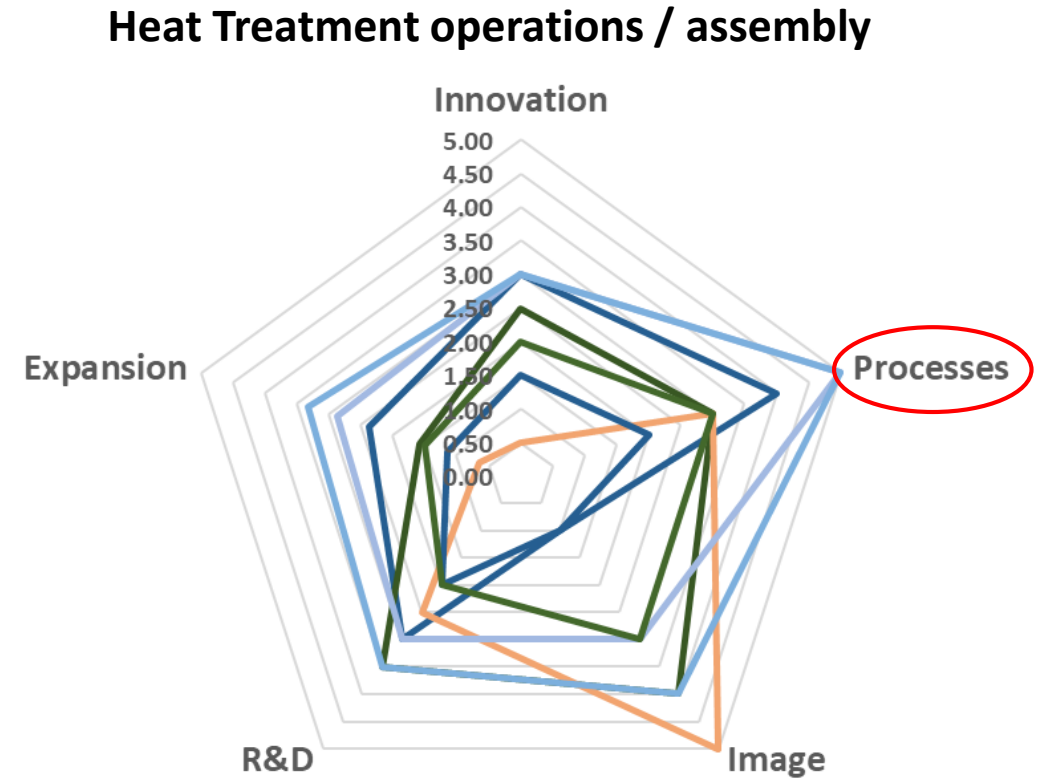 Heat Treatment operations / assembly
Innovation
5.00
4.50
4.00
3.50
3.00
2.50
2.00
1.50
1.00
0.50
0.00
Expansion
Processes
R&D
Image